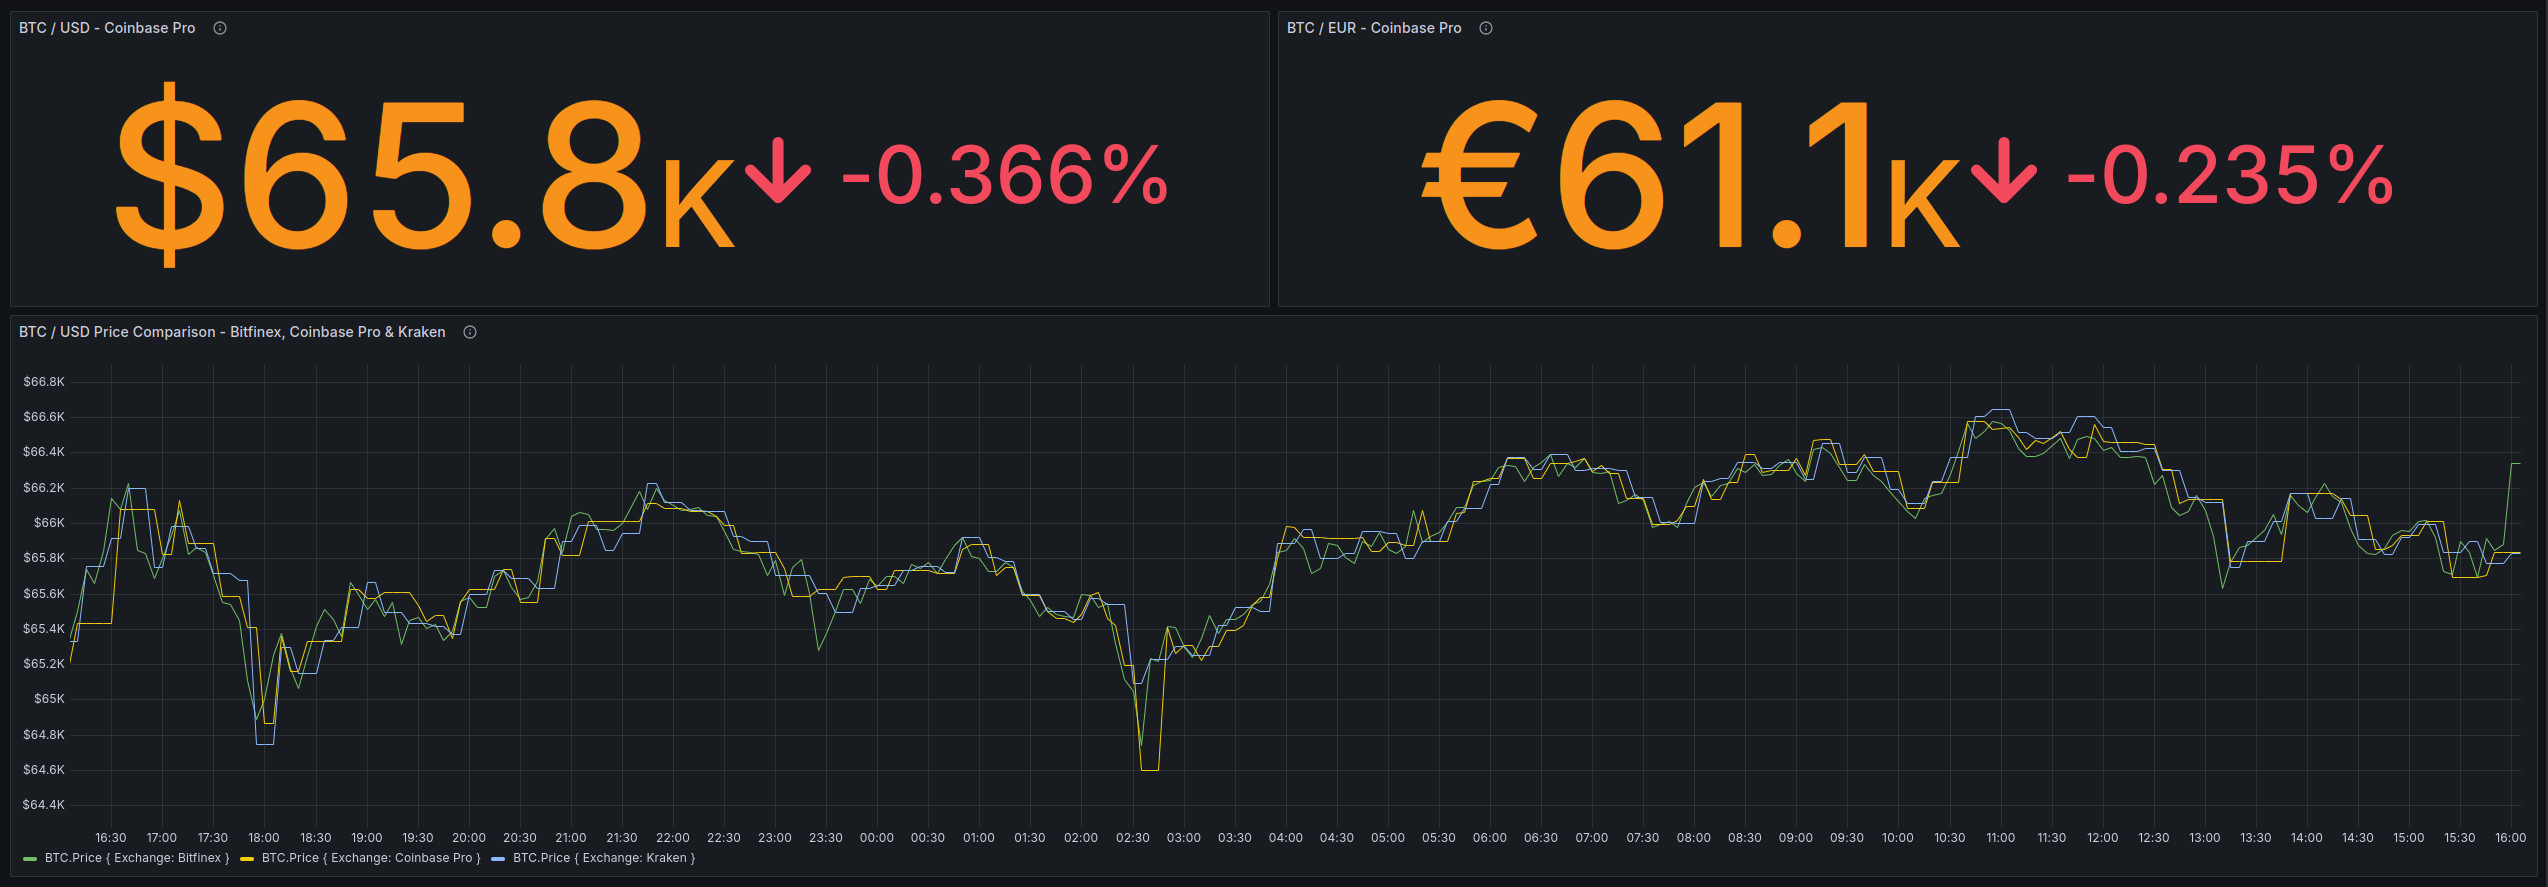 BTC / USD - Coinbase Pro
$65.8K -0.366%
BTC / EUR - Coinbase Pro
€61.1K -0.235%
BTC / USD Price Comparison - Bitfinex, Coinbase Pro & Kraken
$66.8K
$66.6K
$66.4K
$66.2K
$66K
$65.8K
$65.6K
$65.4K
$65.2K
$65K
$64.8K
$64.6K
$64.4K
16:30 17:00 17:30 18:00 18:30 19:00 19:30 20:00 20:30 21:00 21:30 22:00 22:30 23:00 23:30 00:00 00:30 01:00 01:30 02:00 02:30 03:00 03:30 04:00 04:30 05:00 05:30 06:00 06:30 07:00 07:30 08:00 08:30 09:00 09:30 10:00 10:30 11:00 11:30 12:00 12:30 13:00 13:30 14:00 14:30 15:00 15:30 16:00
BTC.Price { Exchange: Bitfinex } BTC.Price { Exchange: Coinbase Pro } BTC.Price { Exchange: Kraken }